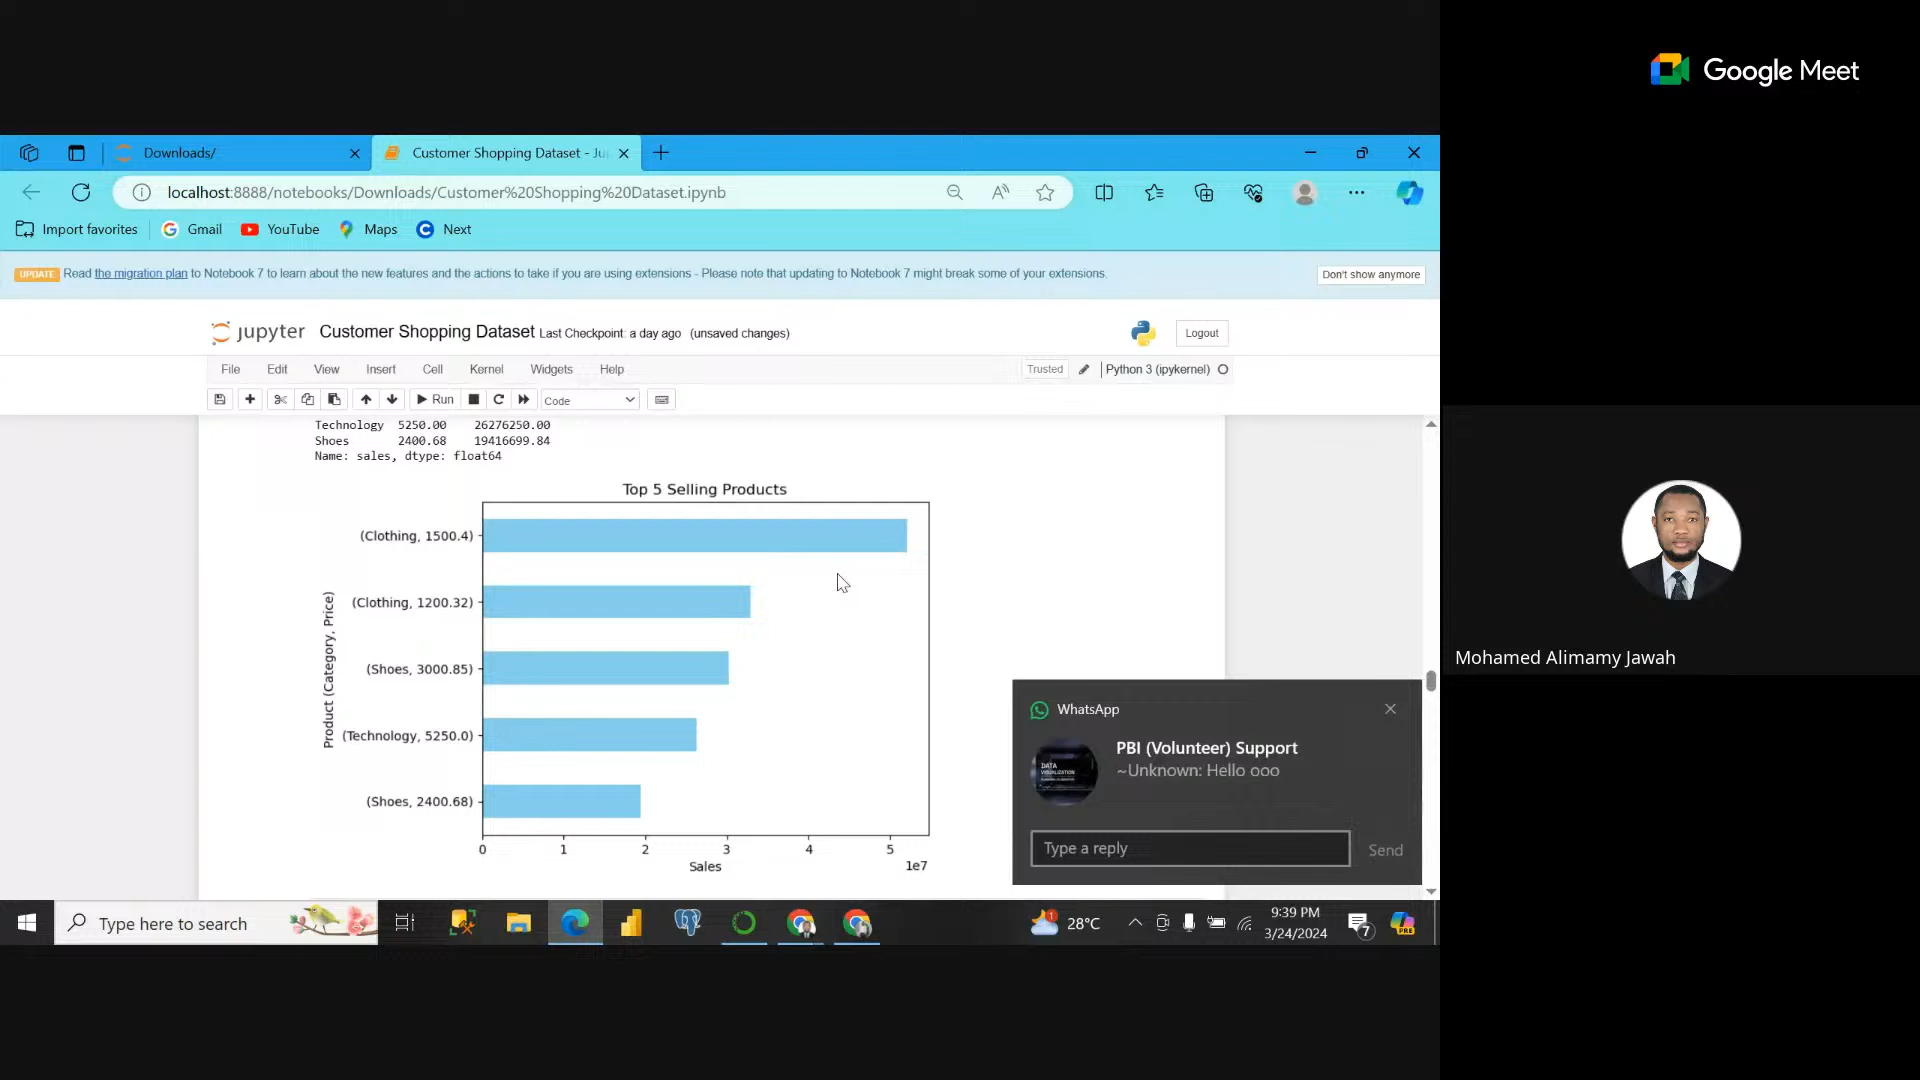 Google Meet
Downloads/
Customer Shopping Dataset - Ju
localhost:8888/notebooks/Downloads/Customer%20Shopping%20Dataset.ipynb
Import favorites
Gmail
YouTube
Maps
Next
UPDATE Read the migration plan to Notebook 7 to learn about the new features and the actions to take if you are using extensions - Please note that updating to Notebook 7 might break some of your extensions.
Don't show anymore
jupyter Customer Shopping Dataset Last Checkpoint: a day ago (unsaved changes)
Logout
File Edit View Insert Cell Kernel Widgets Help
Trusted
Python 3 (ipykernel)
Run
Code
Technology 5250.00 26276250.00
Shoes 2400.68 19416699.84
Name: sales, dtype: float64
Top 5 Selling Products
Product (Category, Price)
(Clothing, 1500.4)
(Clothing, 1200.32)
(Shoes, 3000.85)
(Technology, 5250.0)
(Shoes, 2400.68)
0 1 2 3 4 5
Sales
1e7
WhatsApp
PBI (Volunteer) Support
~Unknown: Hello ooo
DATA
VISUALIZATION
Type a reply
Send
Mohamed Alimamy Jawah
Type here to search
1
28°C
9:39 PM
3/24/2024
7
PRE